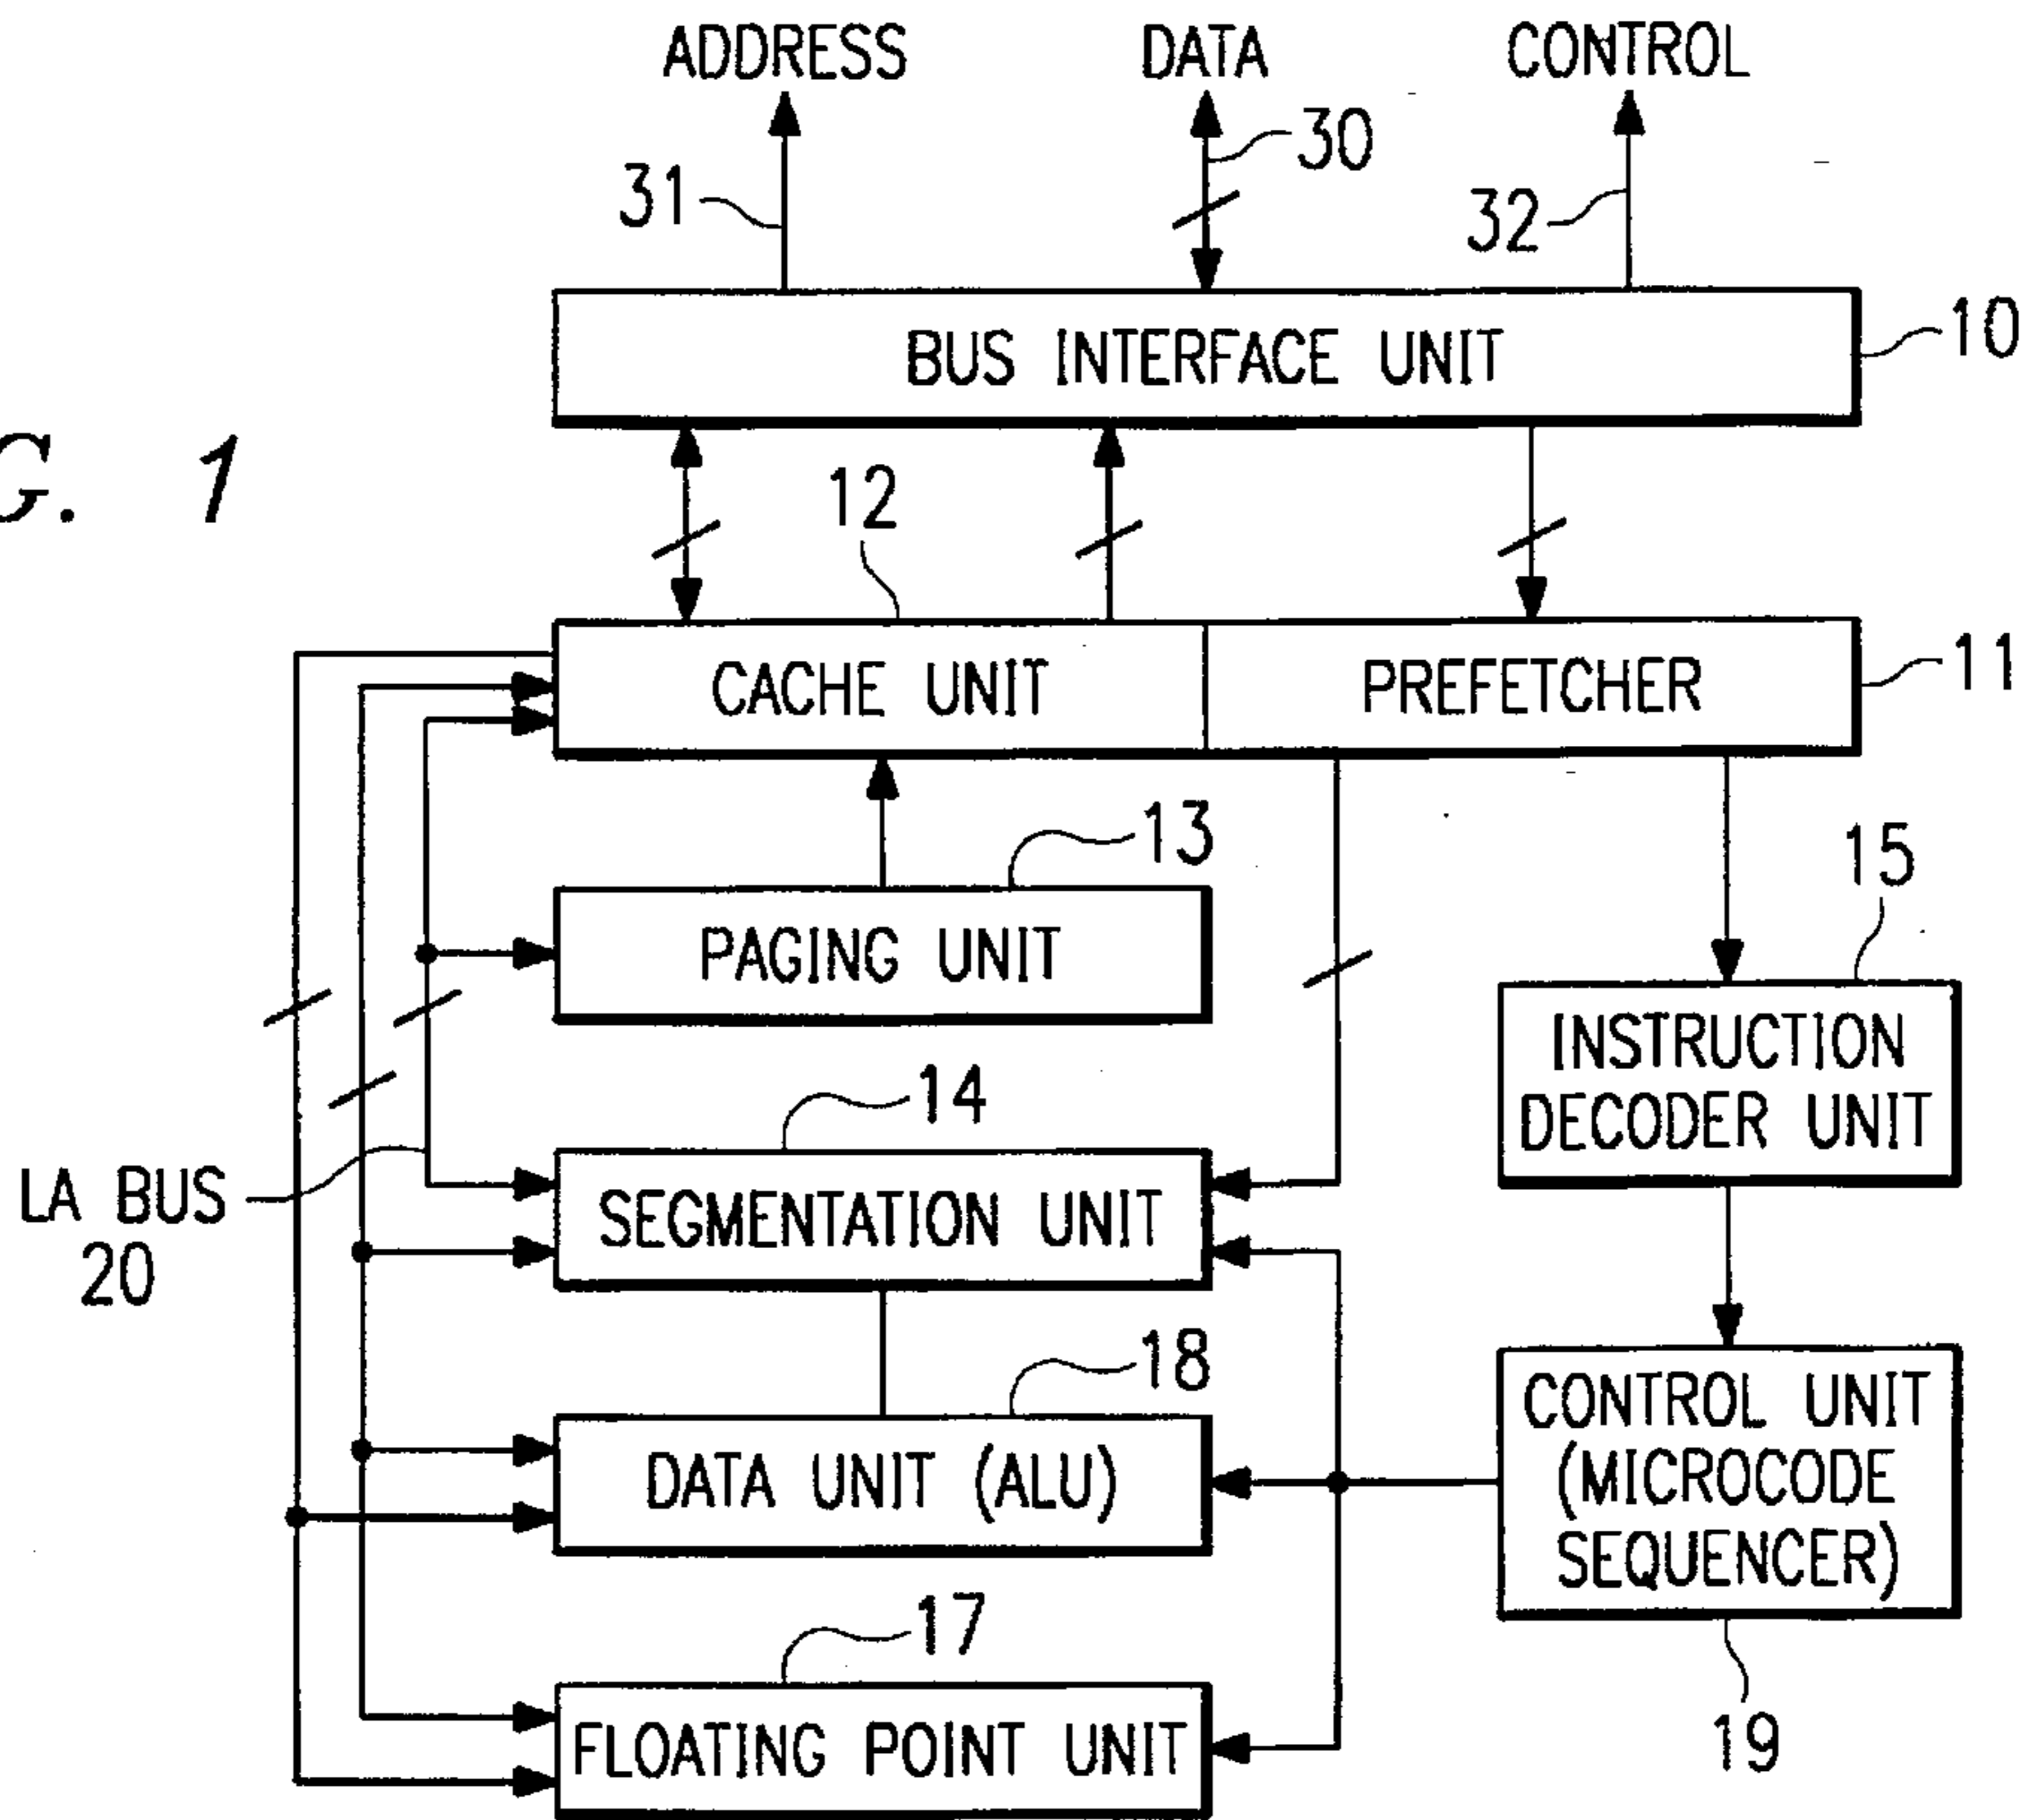 ADDRESS DATA CONTROL
30
31
32
BUS INTERFACE UNIT
10
G. 1
12
CACHE UNIT
PREFETCHER
11
13
PAGING UNIT
15
INSTRUCTION
DECODER UNIT
14
LA BUS
20
SEGMENTATION UNIT
18
DATA UNIT (ALU)
CONTROL UNIT
(MICROCODE
SEQUENCER)
17
FLOATING POINT UNIT
19